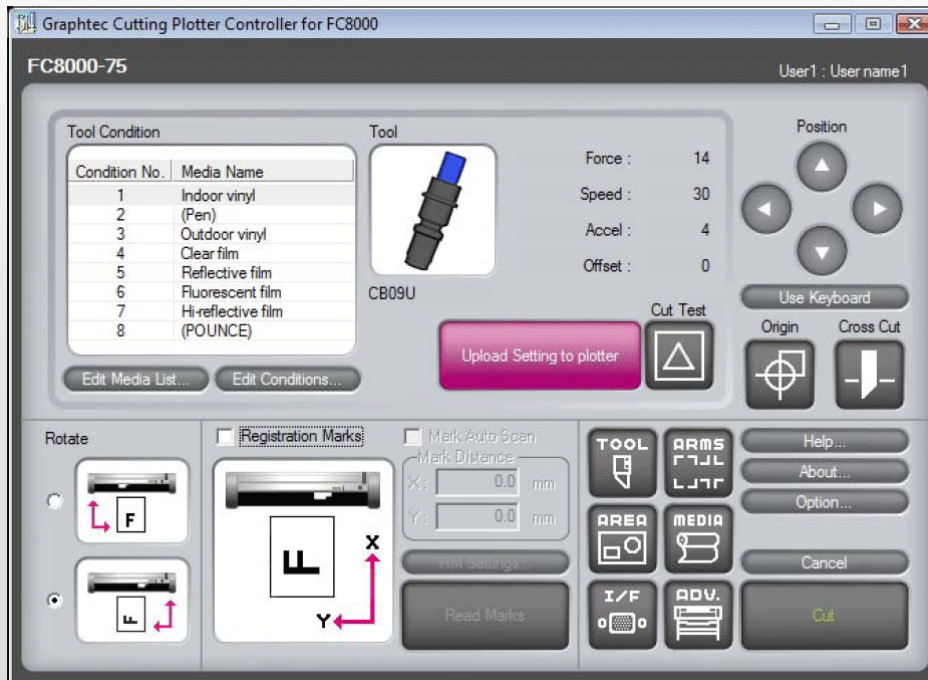 Graphtec Cutting Plotter Controller for FC8000
FC8000-75
User1 : User name1
Tool Condition
Condition No. Media Name
1 Indoor vinyl
2 (Pen)
3 Outdoor vinyl
4 Clear film
5 Reflective film
6 Fluorescent film
7 Hi-reflective film
8 (POUNCE)
Edit Media List...
Edit Conditions...
Tool
CB09U
Force : 14
Speed : 30
Accel : 4
Offset : 0
Upload Setting to plotter
Cut Test
Position
Use Keyboard
Origin
Cross Cut
Rotate
F
F
Registration Marks
F
X
Y
Mark Auto Scan
Mark Distance
X : 0.0 mm
Y : 0.0 mm
RM Settings...
Read Marks
TOOL
ARMS
AREA
MEDIA
I/F
ADV.
Help...
About...
Option...
Cancel
Cut